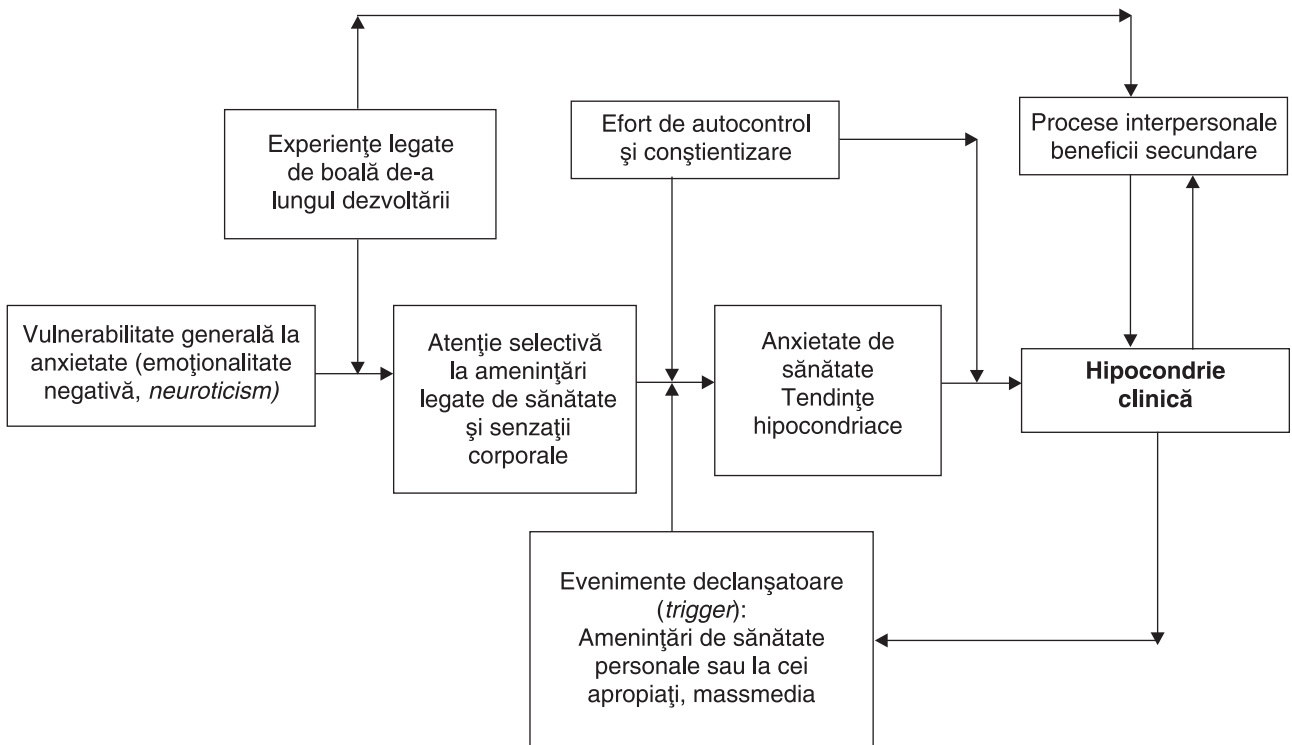 Experienţe legate
de boală de-a
lungul dezvoltării
Efort de autocontrol
şi conştientizare
Procese interpersonale
beneficii secundare
Vulnerabilitate generală la
anxietate (emoţionalitate
negativă, neuroticism)
Atenţie selectivă
la ameninţări
legate de sănătate
şi senzaţii
corporale
Anxietate de
sănătate
Tendinţe
hipocondriace
Hipocondrie
clinică
Evenimente declanşatoare
(trigger):
Ameninţări de sănătate
personale sau la cei
apropiaţi, massmedia